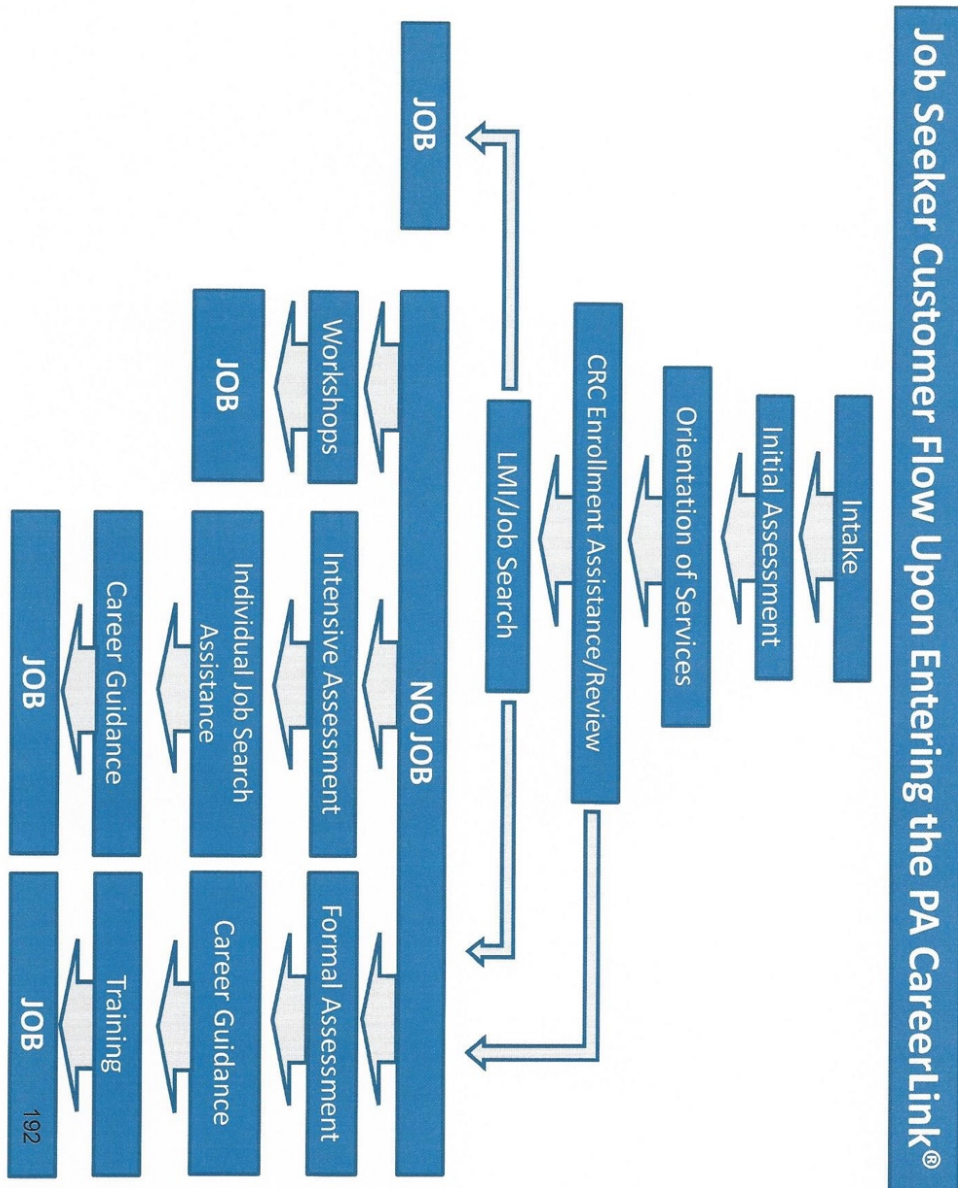 Job Seeker Customer Flow Upon Entering the PA CareerLink®
Intake
Initial Assessment
Orientation of Services
CRC Enrollment Assistance/Review
LMI/Job Search
JOB
NO JOB
Workshops
JOB
Intensive Assessment
Individual Job Search
Assistance
Career Guidance
JOB
Formal Assessment
Career Guidance
Training
JOB
192